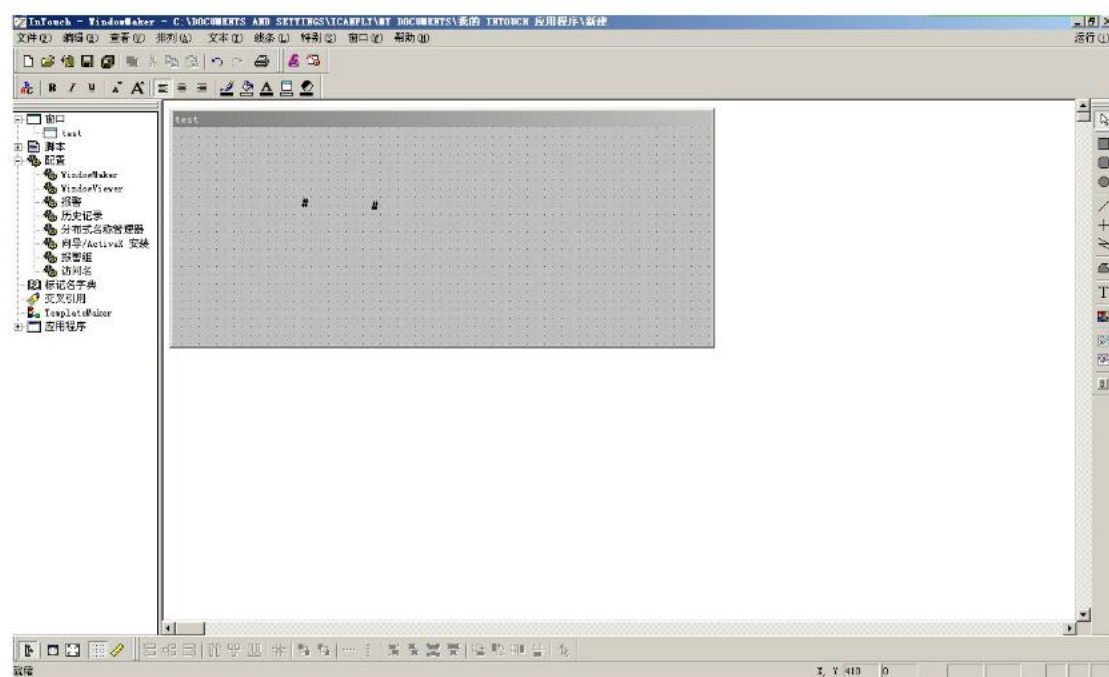 InTouch - WindowMaker - C:\DOCUMENTS AND SETTINGS\ICANFLY\MY DOCUMENTS\我的 INTOUCH 应用程序\新建
文件(F) 编辑(E) 查看(V) 排列(A) 文本(T) 线条(L) 特别(S) 窗口(W) 帮助(H) 运行(!)
B I U A A
test
窗口
test
脚本
配置
WindowMaker
WindowViewer
报警
历史记录
分布式名称管理器
向导/ActiveX 安装
报警组
访问名
标记名字典
交叉引用
TemplateMaker
应用程序
# #
T
就绪 X, Y 410 0